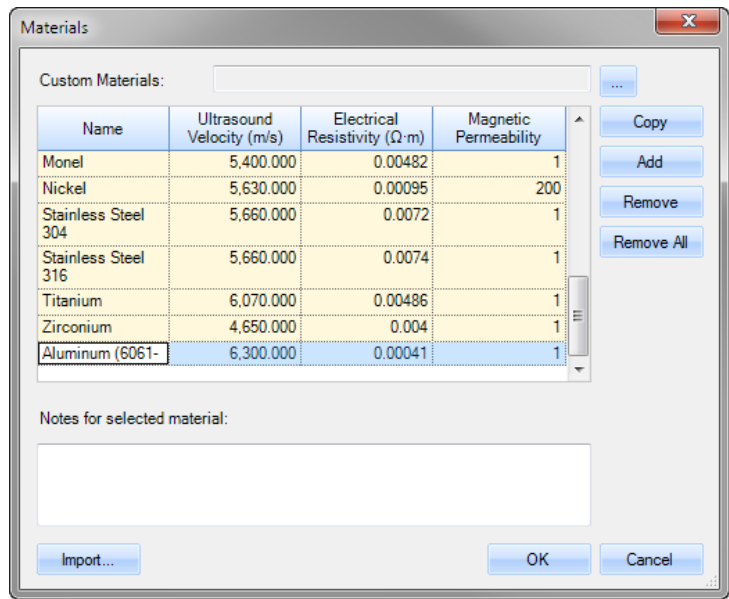 Materials
Custom Materials:
...
Name
Ultrasound
Velocity (m/s)
Electrical
Resistivity (Ω·m)
Magnetic
Permeability
Monel 5,400.000 0.00482 1
Nickel 5,630.000 0.00095 200
Stainless Steel 5,660.000 0.0072 1
304
Stainless Steel 5,660.000 0.0074 1
316
Titanium 6,070.000 0.00486 1
Zirconium 4,650.000 0.004 1
Aluminum (6061- 6,300.000 0.00041 1
Copy
Add
Remove
Remove All
Notes for selected material:
Import...
OK
Cancel